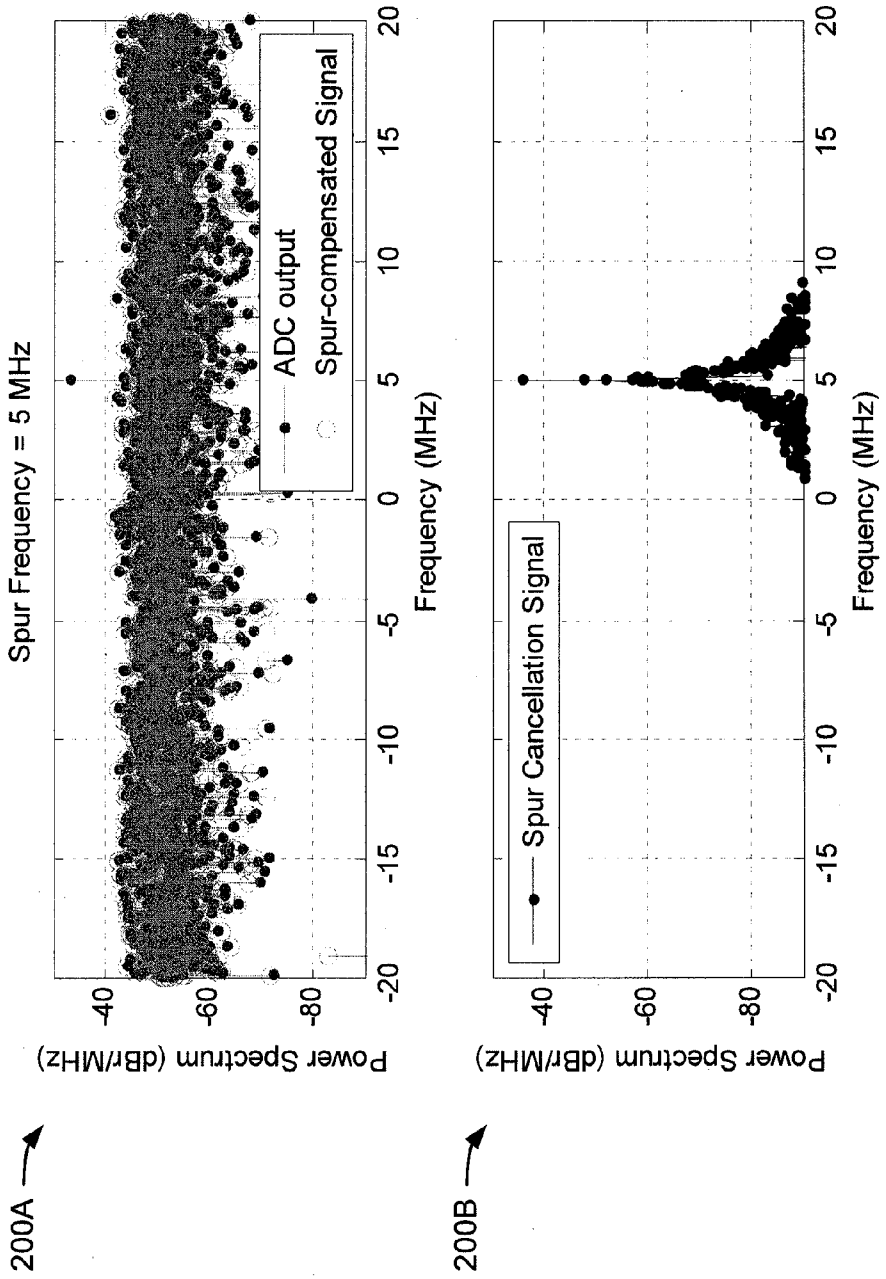 200A
Spur Frequency = 5 MHz
Power Spectrum (dBr/MHz)
-40
-60
-80
ADC output
Spur-compensated Signal
-20
-15
-10
-5
0
5
10
15
20
Frequency (MHz)
200B
Power Spectrum (dBr/MHz)
-40
-60
-80
Spur Cancellation Signal
-20
-15
-10
-5
0
5
10
15
20
Frequency (MHz)